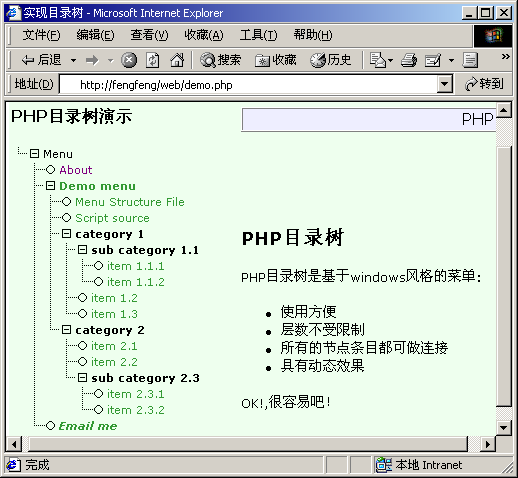 实现目录树 - Microsoft Internet Explorer
文件(F) 编辑(E) 查看(V) 收藏(A) 工具(T) 帮助(H)
后退 搜索 收藏 历史
地址(D) http://fengfeng/web/demo.php 转到
PHP目录树演示
PHP
Menu
About
Demo menu
Menu Structure File
Script source
category 1
sub category 1.1
item 1.1.1
item 1.1.2
item 1.2
item 1.3
category 2
item 2.1
item 2.2
sub category 2.3
item 2.3.1
item 2.3.2
Email me
PHP目录树
PHP目录树是基于windows风格的菜单:
使用方便
层数不受限制
所有的节点条目都可做连接
具有动态效果
OK!,很容易吧!
完成 本地 Intranet